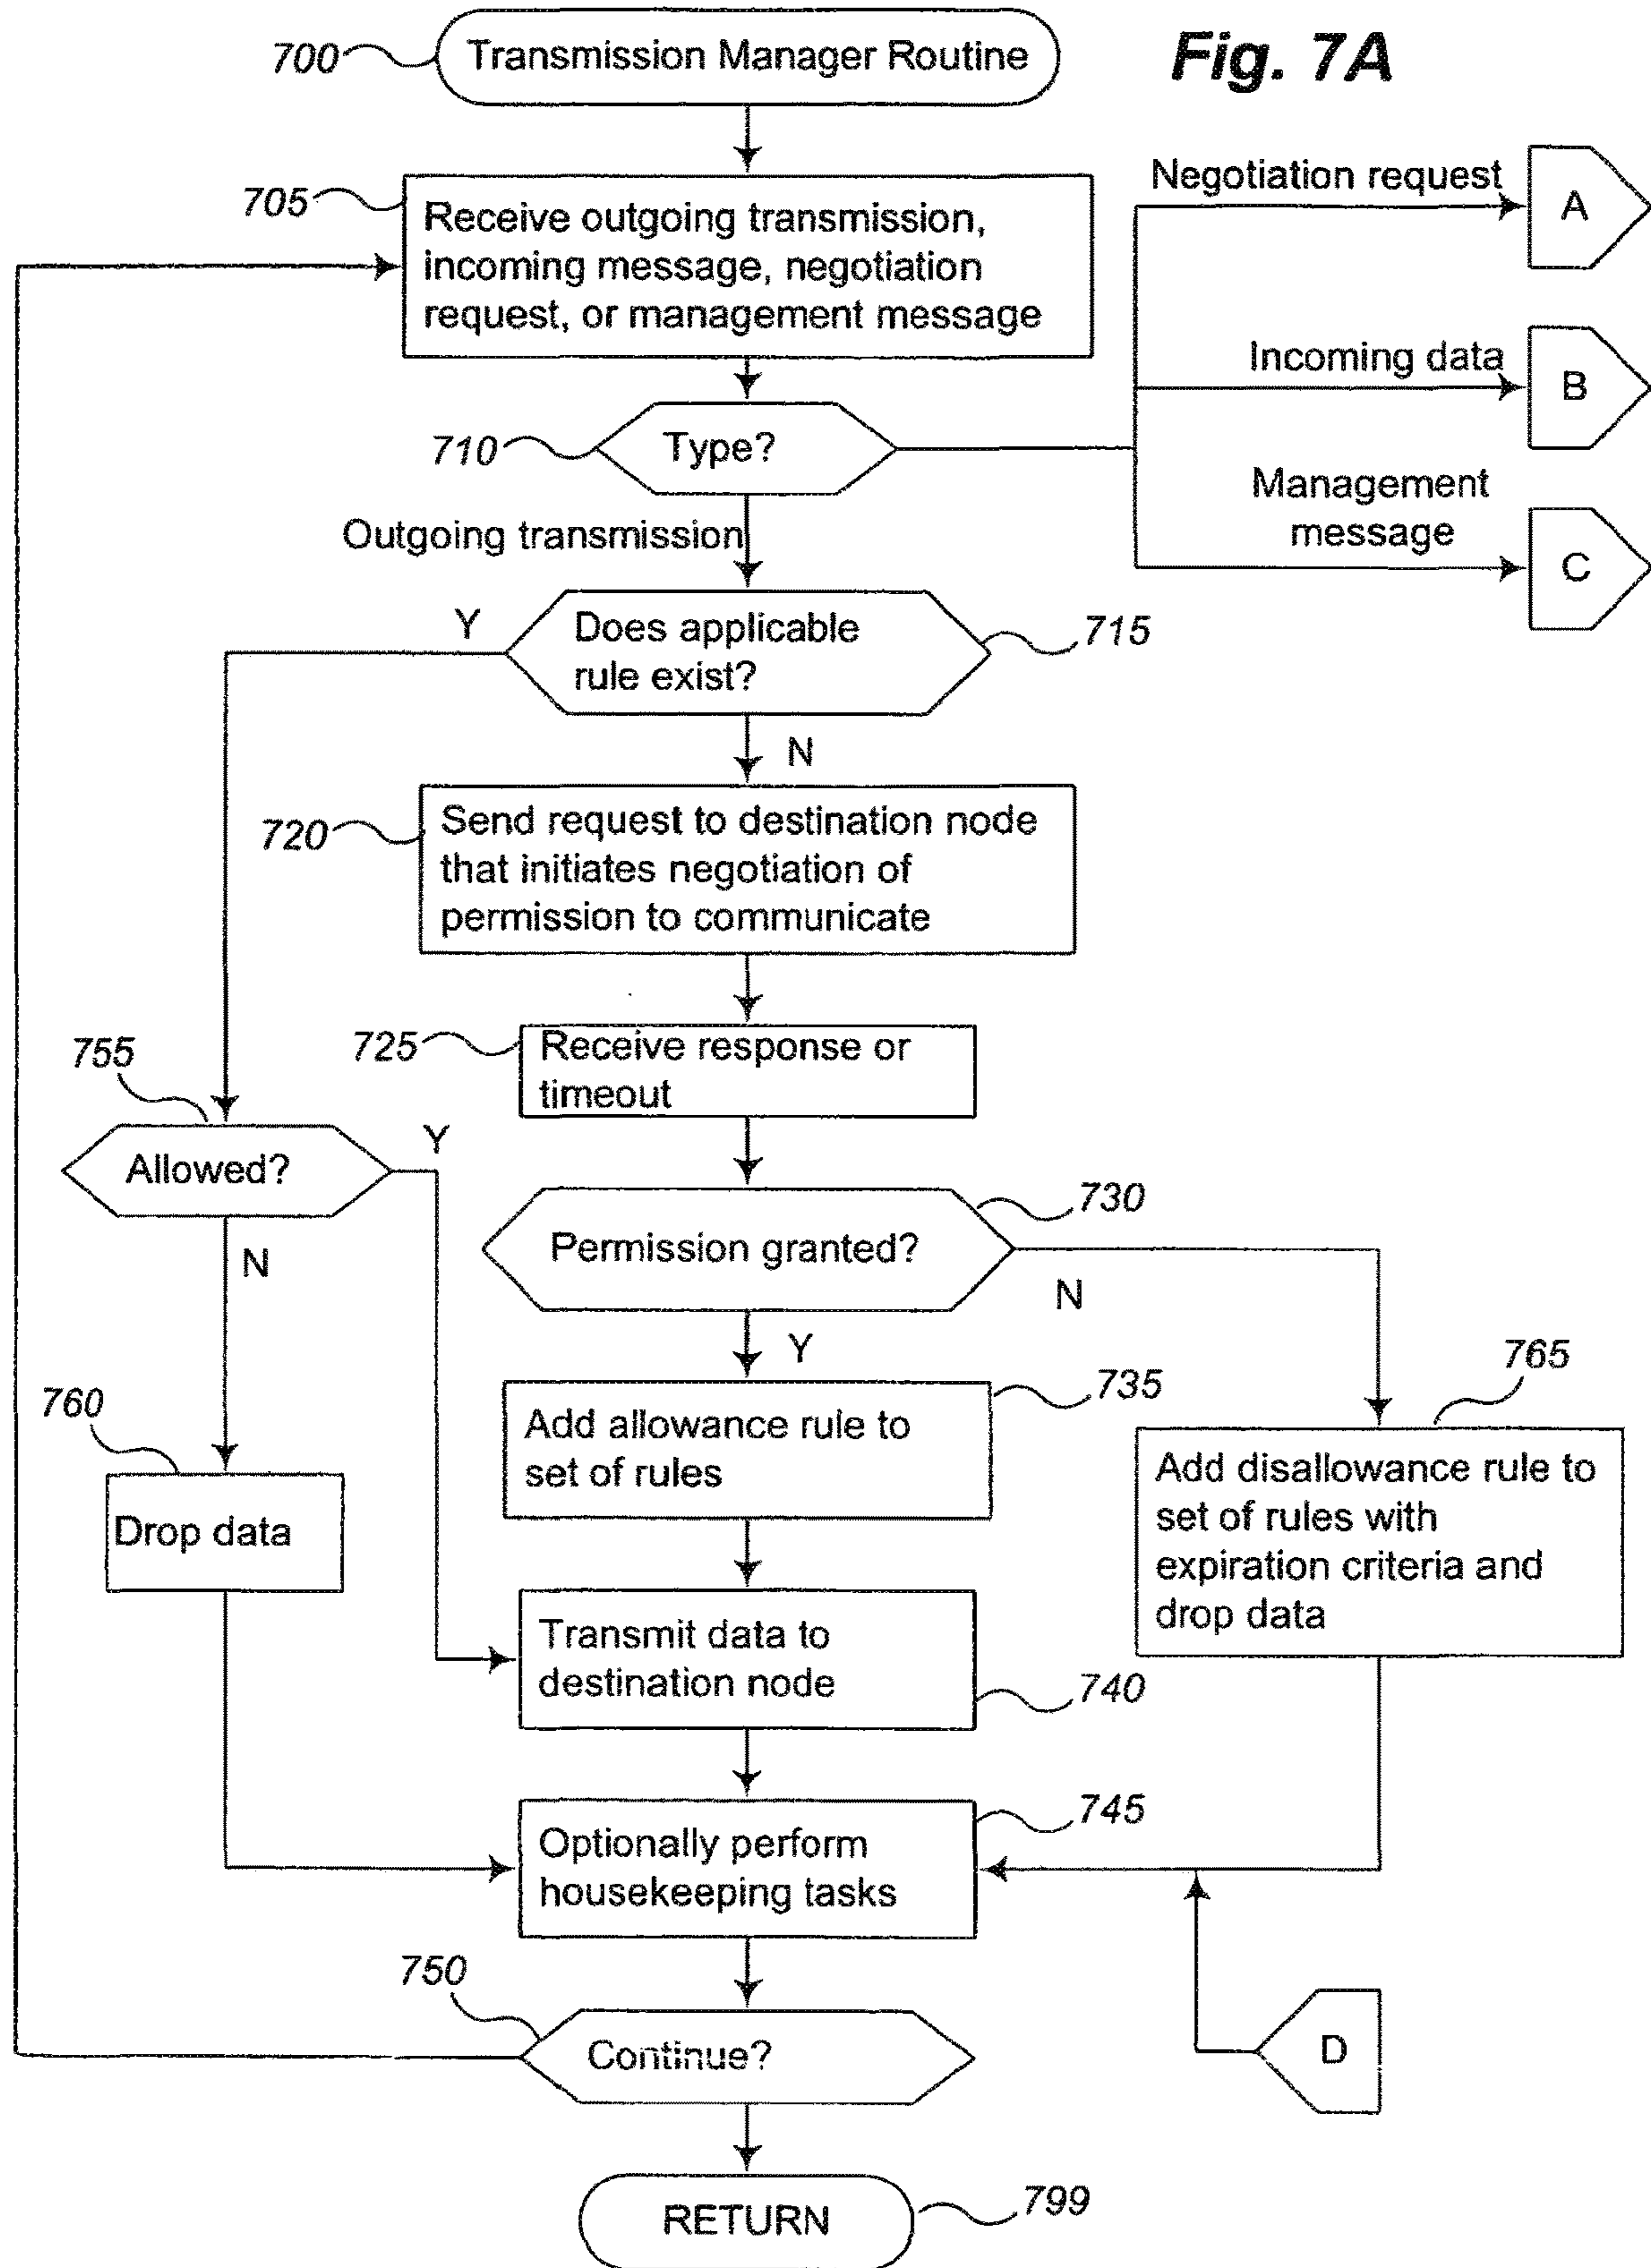 700
Transmission Manager Routine
Fig. 7A
705
Receive outgoing transmission,
incoming message, negotiation
request, or management message
Negotiation request
A
Incoming data
B
Management
message
C
710
Type?
Outgoing transmission
Y
Does applicable
rule exist?
715
N
720
Send request to destination node
that initiates negotiation of
permission to communicate
725
Receive response or
timeout
755
Allowed?
Y
N
730
Permission granted?
N
Y
735
Add allowance rule to
set of rules
765
Add disallowance rule to
set of rules with
expiration criteria and
drop data
760
Drop data
Transmit data to
destination node
740
745
Optionally perform
housekeeping tasks
750
Continue?
D
RETURN
799